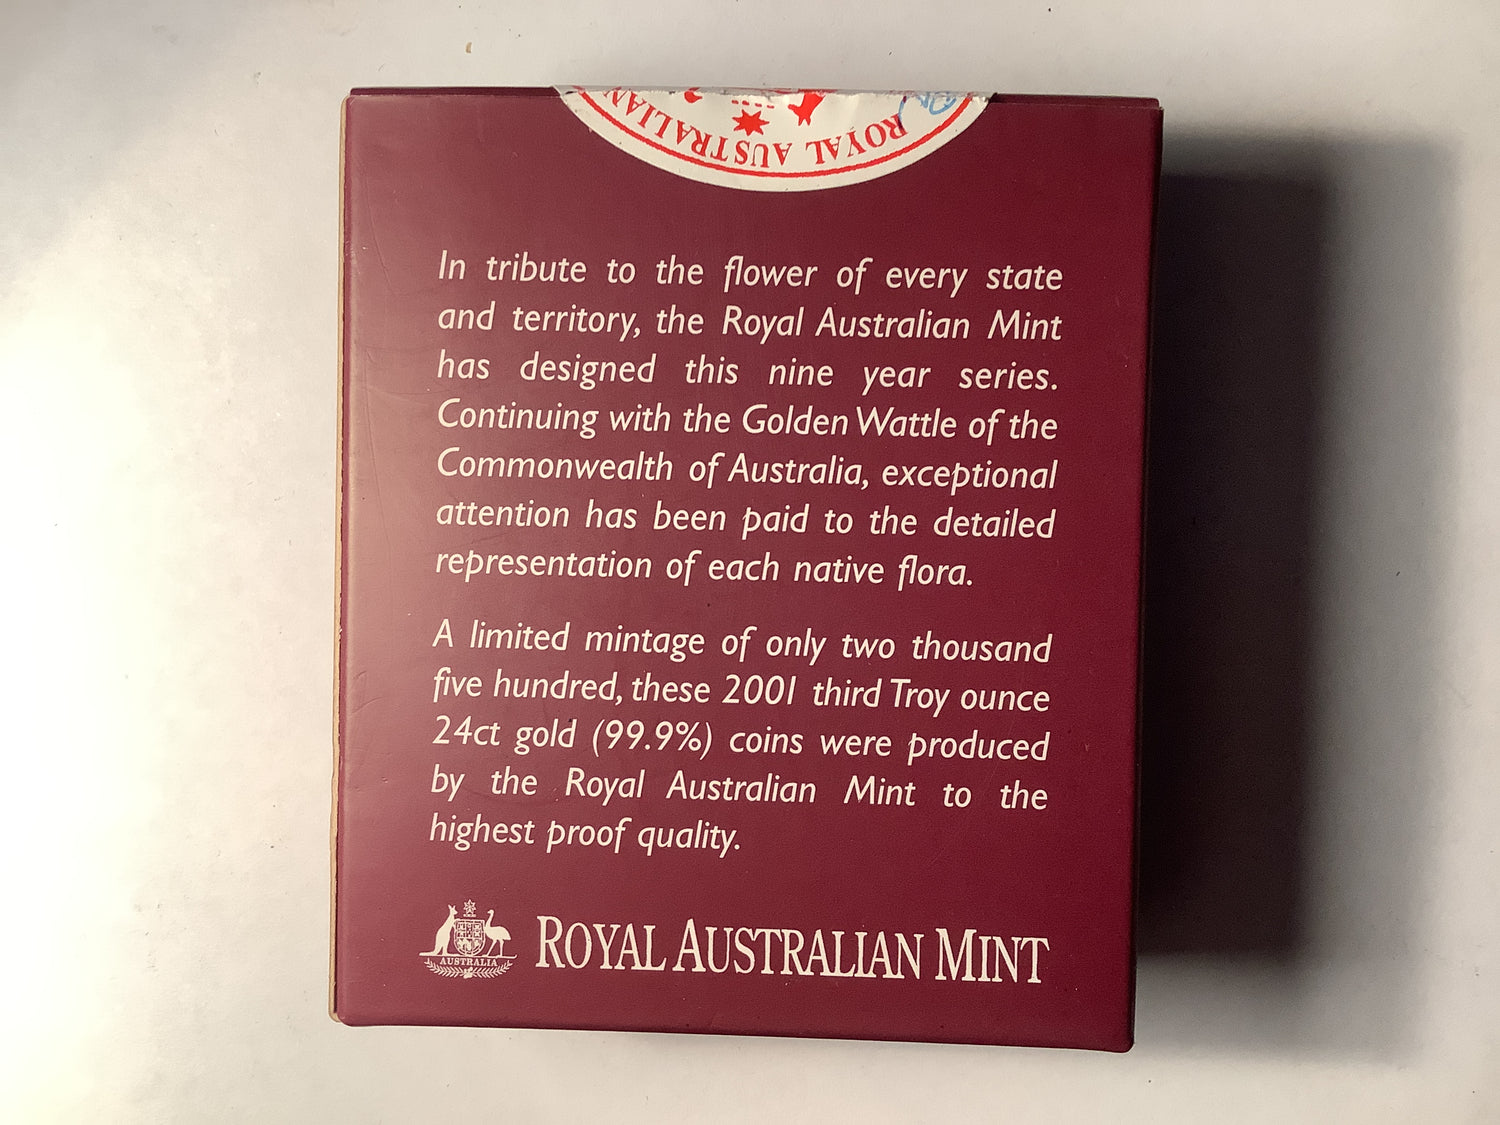 ROYAL AUSTRALIAN
In tribute to the flower of every state
and territory, the Royal Australian Mint
has designed this nine year series.
Continuing with the Golden Wattle of the
Commonwealth of Australia, exceptional
attention has been paid to the detailed
representation of each native flora.
A limited mintage of only two thousand
five hundred, these 2001 third Troy ounce
24ct gold (99.9%) coins were produced
by the Royal Australian Mint to the
highest proof quality.
AUSTRALIA
ROYAL AUSTRALIAN MINT